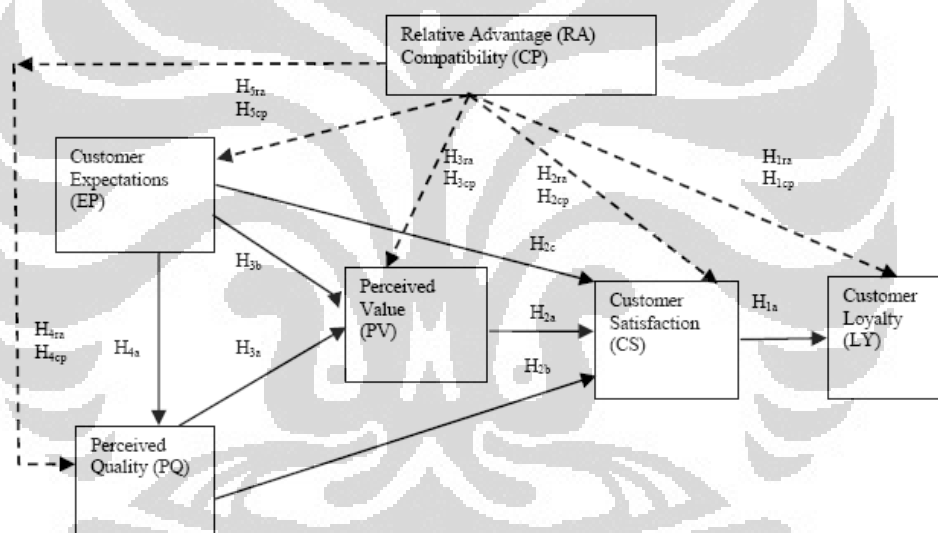 Relative Advantage (RA)
Compatibility (CP)
H5ra
H5cp
Customer
Expectations
(EP)
H3ra
H3cp
H2ra
H2cp
H1ra
H1cp
H2c
H3b
Perceived
Value
(PV)
H2a
Customer
Satisfaction
(CS)
H1a
Customer
Loyalty
(LY)
H4ra
H4cp
H4a
H3a
H2b
Perceived
Quality (PQ)